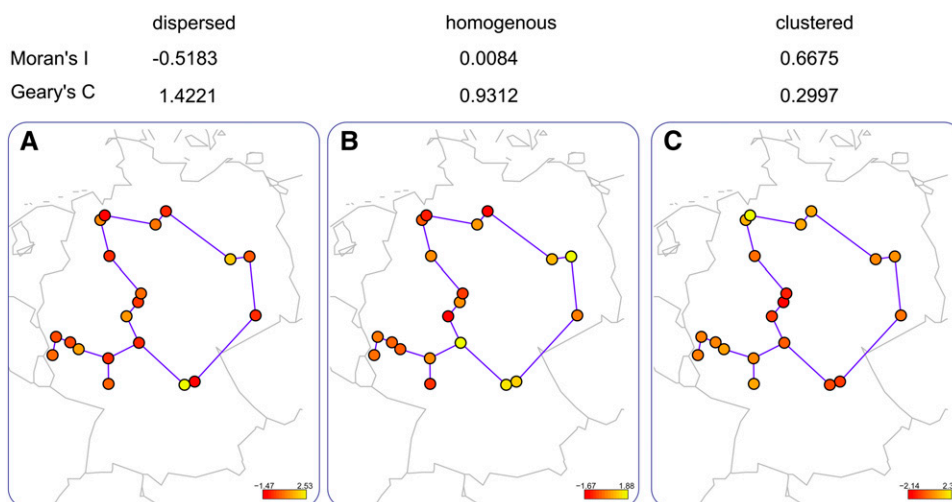 dispersed homogenous clustered
Moran's I -0.5183 0.0084 0.6675
Geary's C 1.4221 0.9312 0.2997
A B C
−1.47 2.53 −1.67 1.88 −2.14